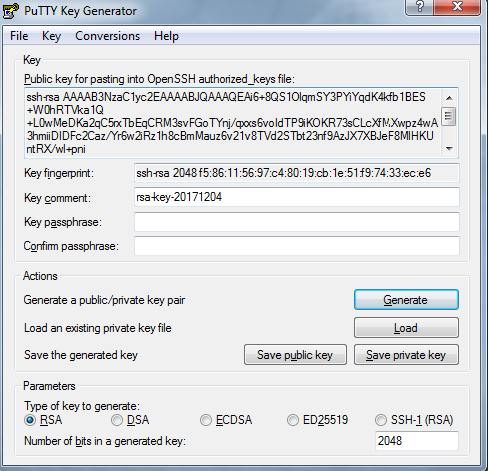 PuTTY Key Generator
File Key Conversions Help
Key
Public key for pasting into OpenSSH authorized_keys file:
ssh-rsa AAAAB3NzaC1yc2EAAAABJQAAAQEAi6+8QS1OlqmSY3PYiYqdK4kfb1BES
+W0hRTVka1Q
+L0wMeDKa2qC5rxTbEqCRM3svFGoTYnj/qxxs6voIdTP9iKOKR73sCLcXfMXwpz4wA
3hmiiDIDFc2Caz/Yr6w2iRz1h8cBmMauz6v21v8TVd2STbt23nf9AzJX7XBJeF8MIHKU
ntRX/wl+pni
Key fingerprint: ssh-rsa 2048 f5:86:11:56:97:c4:80:19:cb:1e:51:f9:74:33:ec:e6
Key comment: rsa-key-20171204
Key passphrase:
Confirm passphrase:
Actions
Generate a public/private key pair Generate
Load an existing private key file Load
Save the generated key Save public key Save private key
Parameters
Type of key to generate:
RSA DSA ECDSA ED25519 SSH-1 (RSA)
Number of bits in a generated key: 2048